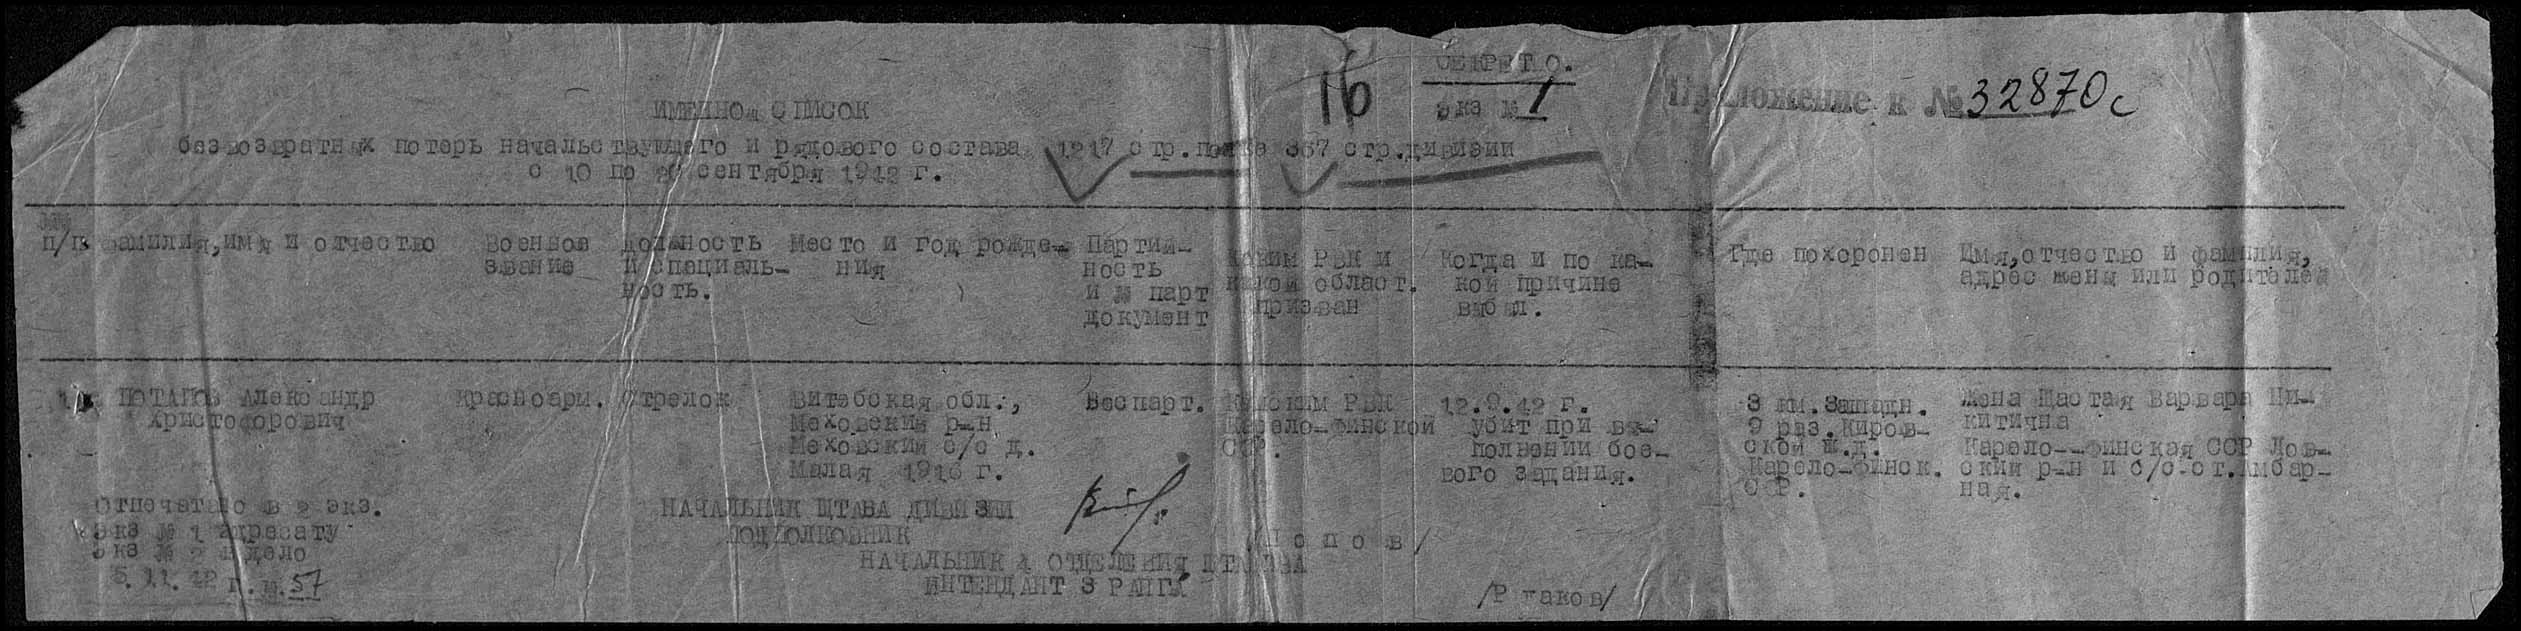 СЕКРЕТНО.
16
Экз № 1
Приложение к № 32870с
ИМЕННОЙ СПИСОК
безвозвратных потерь начальствующего и рядового состава 1217 стр.полка 367 стр.дивизии
с 10 по 20 сентября 1942 г.
№№
п/п
Фамилия, имя и отчество
Военное
звание
Должность
и специаль-
ность.
Место и год рожде-
ния
Партий-
ность
и № парт
документ
Каким РВК и
какой област.
призван
Когда и по ка-
кой причине
выбыл.
Где похоронен
Имя, отчество и фамилия,
адрес жены или родителей
1. ПОТАПОВ Александр
Христофорович
Красноарм.
Стрелок
Витебская обл.,
Меховский р-н
Меховский с/с д.
Малая 1916 г.
Беспарт.
РВК
Карело-Финской
ССР.
12.9.42 г.
убит при вы-
полнении бое-
вого задания.
3 км. западн.
9 раз. Киров-
ской ж.д.
Карело-Финск.
ССР.
Жена Щастая Варвара Ни-
китична
Карело--Финская ССР Лов-
ский р-н и с/с ст. Амбар-
ная.
Отпечатано в 2 экз.
Экз № 1 адресату
Экз № 2 в дело
5.11.42 г. №.57
НАЧАЛЬНИК ШТАБА ДИВИЗИИ
ПОДПОЛКОВНИК
/Попов/
НАЧАЛЬНИК 4 ОТДЕЛЕНИЯ ШТАДИВА
ИНТЕНДАНТ 3 РАНГА